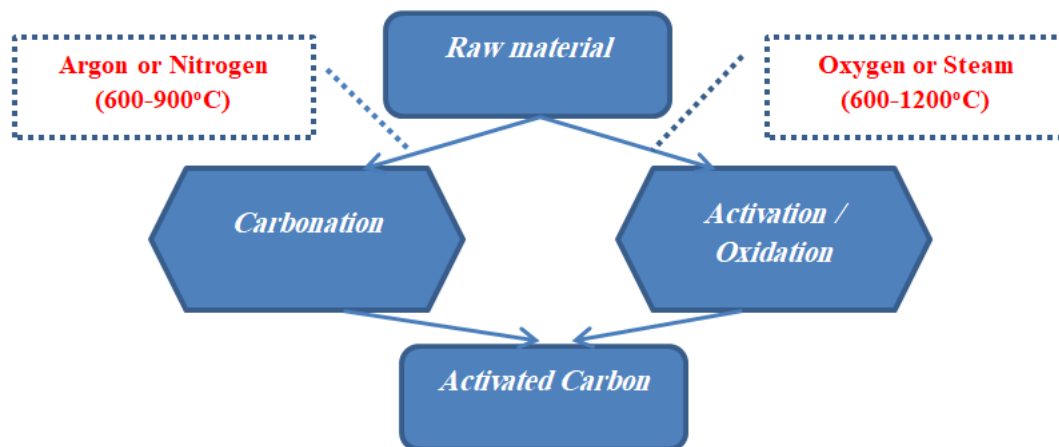 Raw material
Argon or Nitrogen
(600-900°C)
Oxygen or Steam
(600-1200°C)
Carbonation
Activation /
Oxidation
Activated Carbon